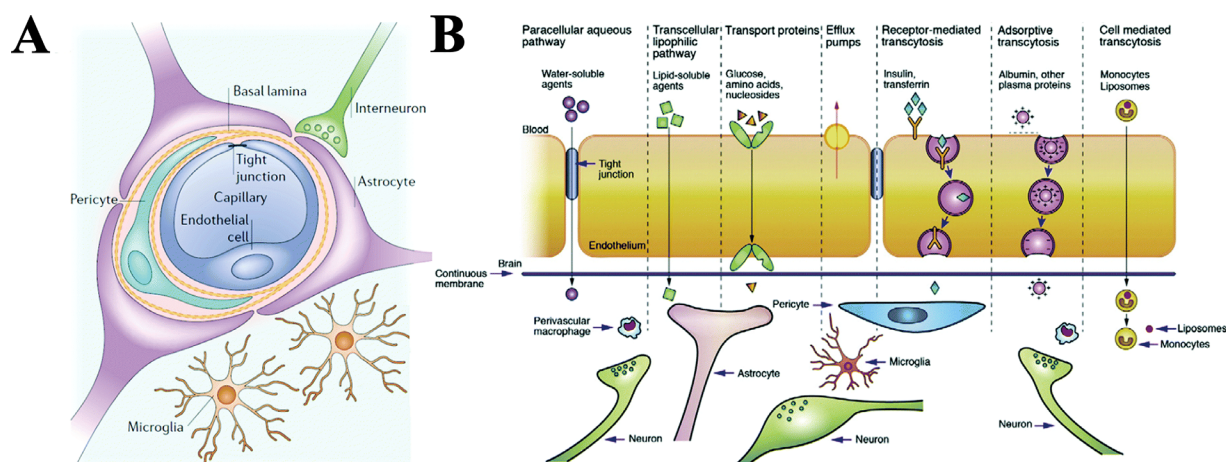 A
Basal lamina
Interneuron
Tight
junction
Astrocyte
Pericyte
Capillary
Endothelial
cell
Microglia
B
Paracellular aqueous
pathway
Transcellular
lipophilic
pathway
Transport proteins
Efflux
pumps
Receptor-mediated
transcytosis
Adsorptive
transcytosis
Cell mediated
transcytosis
Water-soluble
agents
Lipid-soluble
agents
Glucose,
amino acids,
nucleosides
Insulin,
transferrin
Albumin, other
plasma proteins
Monocytes
Liposomes
Blood
Tight
junction
Endothelium
Brain
Continuous
membrane
Pericyte
Perivascular
macrophage
Liposomes
Monocytes
Astrocyte
Microglia
Neuron
Neuron
Neuron